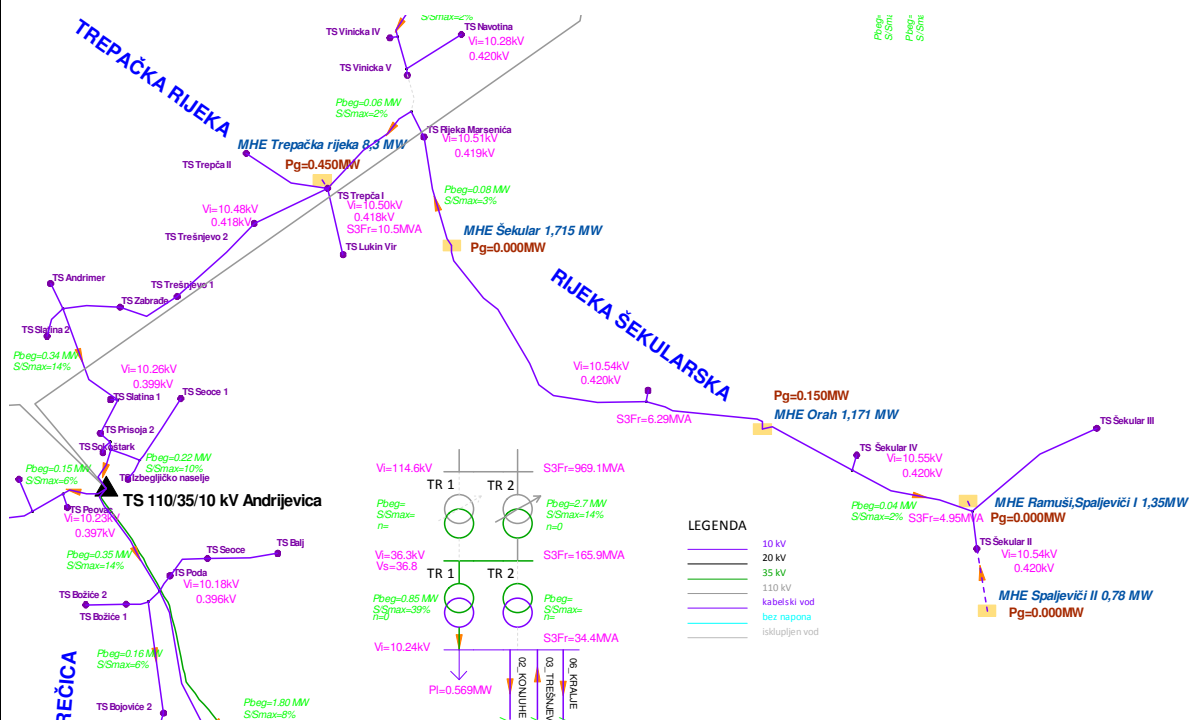 S/Smax=2%
TS Navotina
TS Vinicka IV
Vi=10.28kV
0.420kV
TS Vinicka V
Pbeg=
S/Smax
Pbeg=
S/Smax
TREPAČKA RIJEKA
Pbeg=0.06 MW
S/Smax=2%
TS Rijeka Marsenića
Vi=10.51kV
0.419kV
MHE Trepačka rijeka 8,3 MW
Pg=0.450MW
TS Trepča II
TS Trepča I
Vi=10.50kV
0.418kV
S3Fr=10.5MVA
Pbeg=0.08 MW
S/Smax=3%
Vi=10.48kV
0.418kV
TS Trešnjevo 2
TS Lukin Vir
MHE Šekular 1,715 MW
Pg=0.000MW
RIJEKA ŠEKULARSKA
TS Andrimer
TS Trešnjevo 1
TS Zabrađe
TS Slatina 2
Pbeg=0.34 MW
S/Smax=14%
Vi=10.26kV
0.399kV
TS Slatina 1
TS Seoce 1
Vi=10.54kV
0.420kV
S3Fr=6.29MVA
Pg=0.150MW
MHE Orah 1,171 MW
TS Šekular III
TS Prisoja 2
TS Sokoštark
Pbeg=0.22 MW
S/Smax=10%
Pbeg=0.15 MW
S/Smax=6%
TS Izbegljičko naselje
TS 110/35/10 kV Andrijevica
TS Peovac
Vi=10.23kV
0.397kV
TS Šekular IV
Vi=10.55kV
0.420kV
Pbeg=0.04 MW
S/Smax=2%
S3Fr=4.95MVA
MHE Ramuši,Spaljevići I 1,35MW
Pg=0.000MW
TS Šekular II
Vi=10.54kV
0.420kV
MHE Spaljevići II 0,78 MW
Pg=0.000MW
Vi=114.6kV
S3Fr=969.1MVA
TR 1
TR 2
Pbeg=
S/Smax=
n=
Pbeg=2.7 MW
S/Smax=14%
n=0
Vi=36.3kV
Vs=36.8
S3Fr=165.9MVA
TR 1
TR 2
Pbeg=0.85 MW
S/Smax=39%
n=0
Pbeg=
S/Smax=
n=
S3Fr=34.4MVA
Vi=10.24kV
Pl=0.569MW
02_KONJUHE
03_TREŠNJEV
06_KRALJE
LEGENDA
10 kV
20 kV
35 kV
110 kV
kabelski vod
bez napona
isključen vod
Pbeg=0.35 MW
S/Smax=14%
TS Seoce
TS Balj
TS Poda
Vi=10.18kV
0.396kV
TS Božiće 2
TS Božiće 1
Pbeg=0.16 MW
S/Smax=6%
TS Bojoviće 2
Pbeg=1.80 MW
S/Smax=8%
REČICA